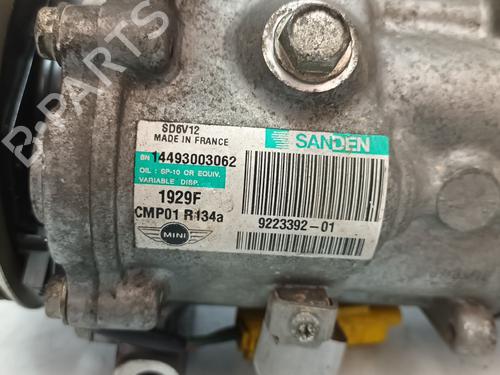 B-PARTS
SD6V12
MADE IN FRANCE
SANDEN
BN 14493003062
OIL : SP-10 OR EQUIV.
VARIABLE DISP.
1929F
CMP01 R134a
9223392-01
MINI